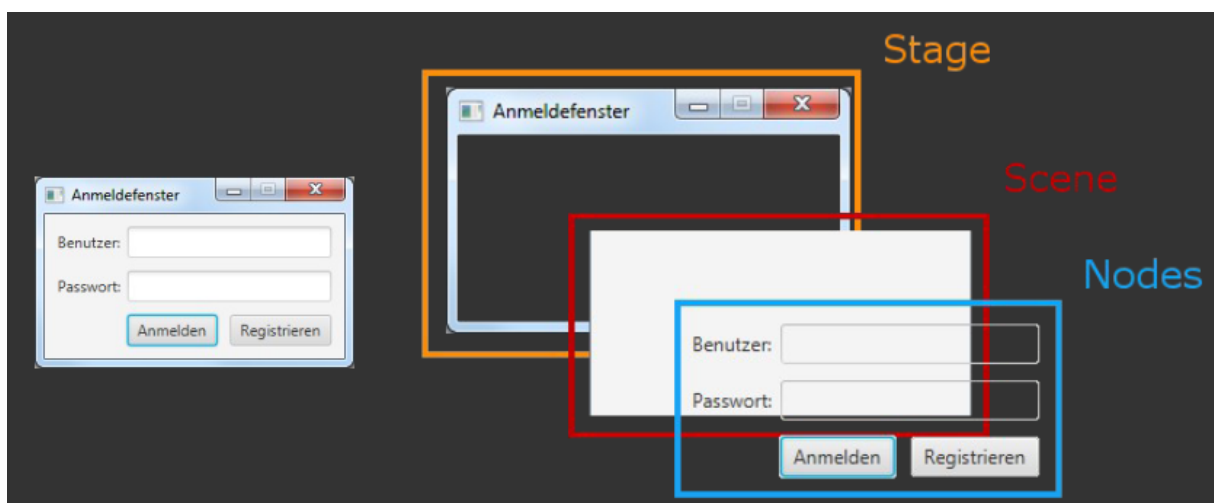 Anmeldefenster
Benutzer:
Passwort:
Anmelden Registrieren
Stage
Anmeldefenster
Scene
Nodes
Benutzer:
Passwort:
Anmelden Registrieren